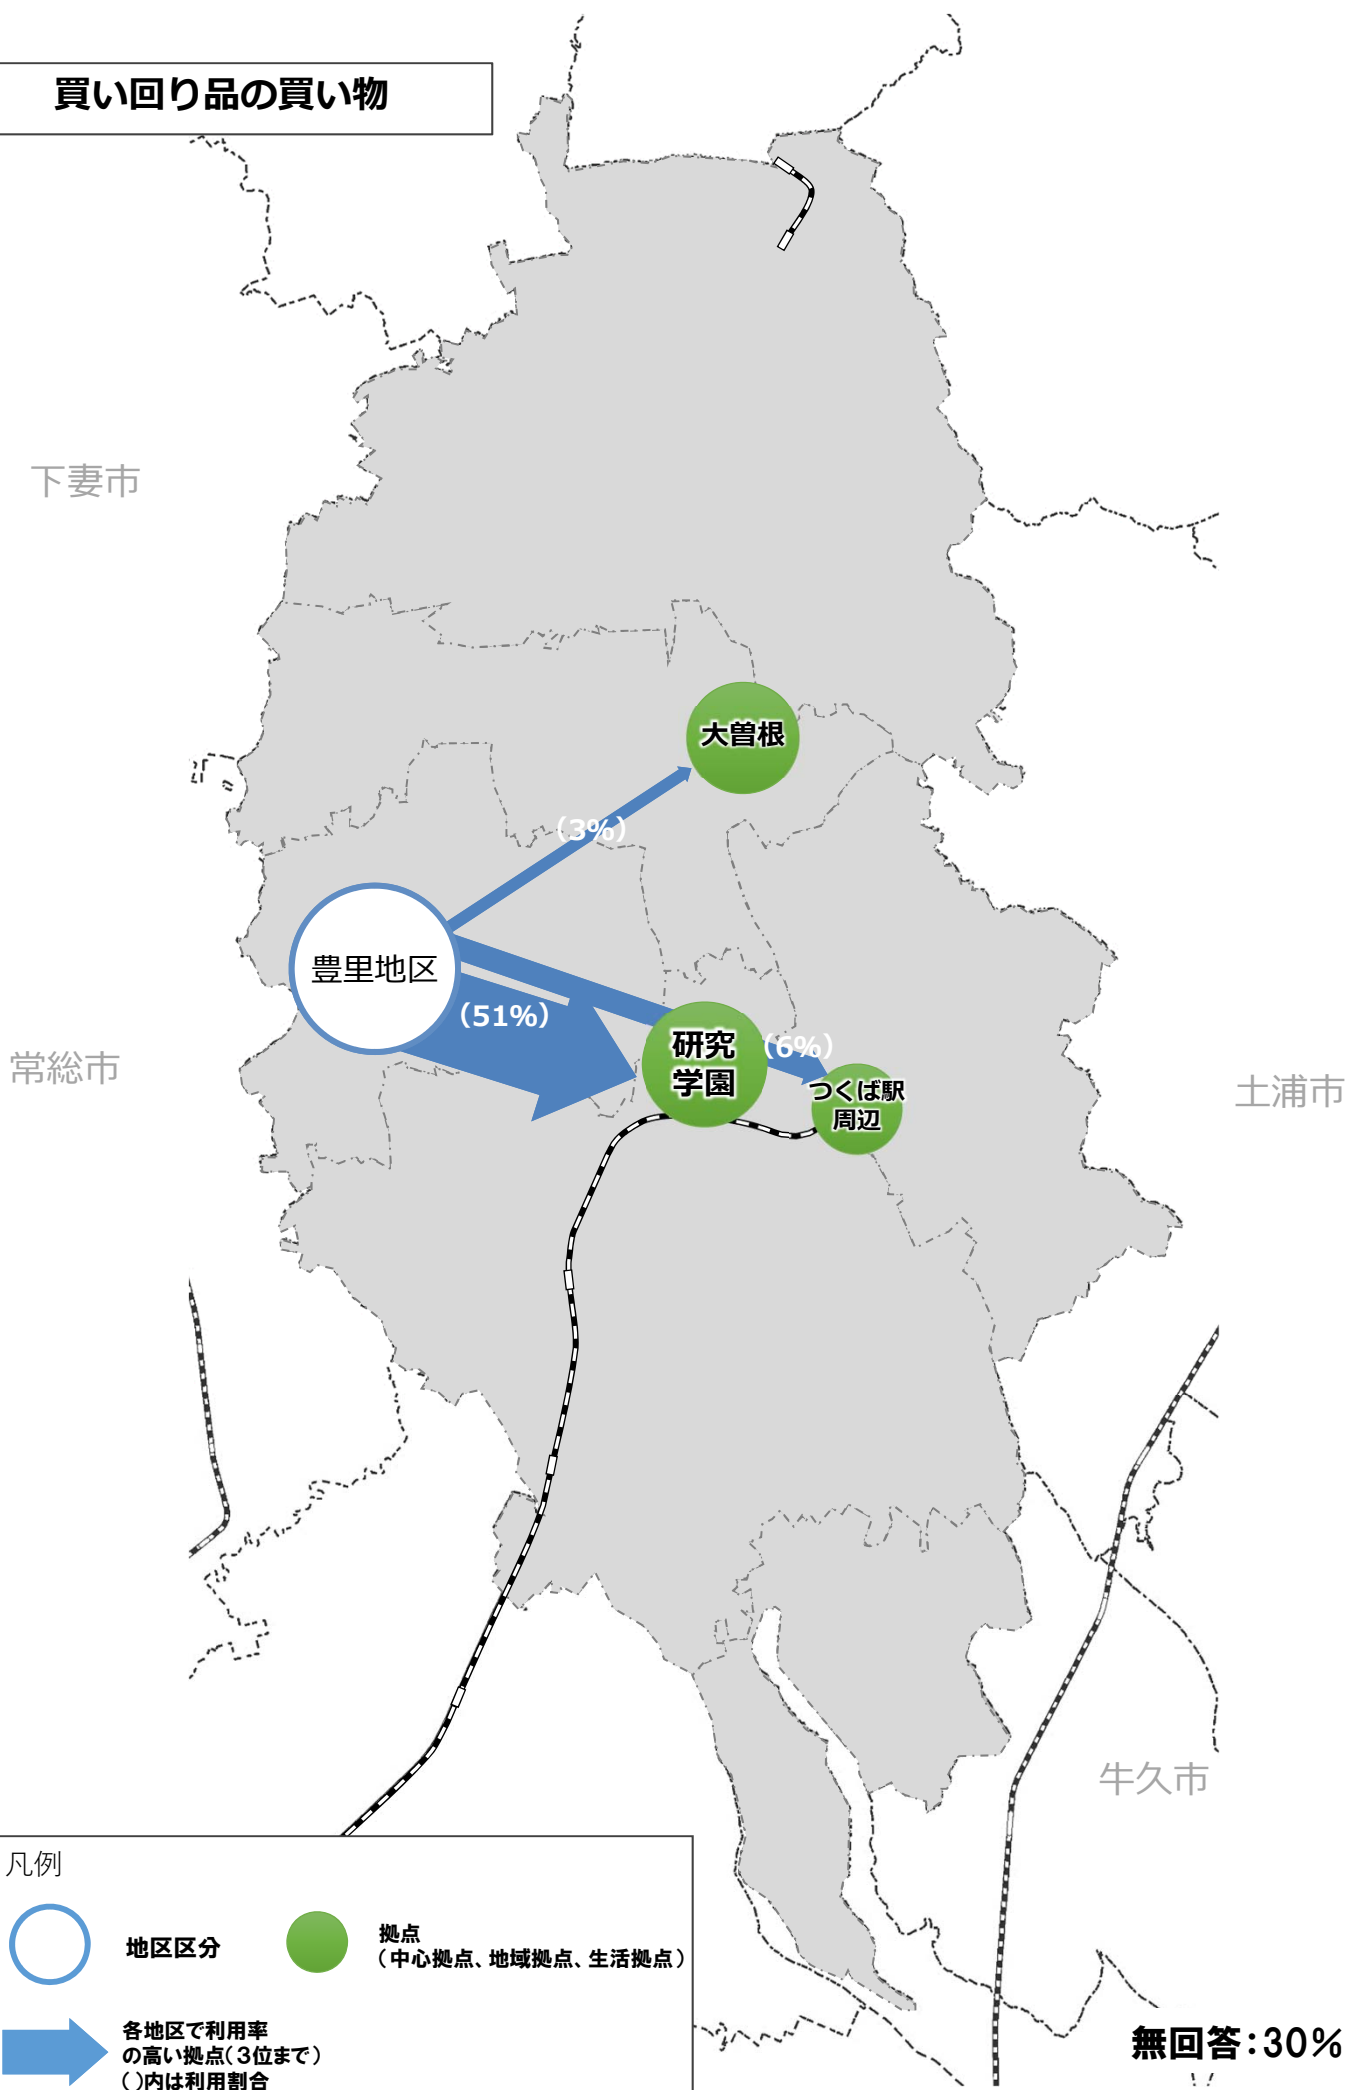 買い回り品の買い物
下妻市
大曽根
(3%)
豊里地区
(51%)
研究
学園
(6%)
つくば駅
周辺
常総市
土浦市
牛久市
凡例
地区区分
拠点
(中心拠点、地域拠点、生活拠点)
各地区で利用率
の高い拠点(3位まで)
()内は利用割合
無回答:30%